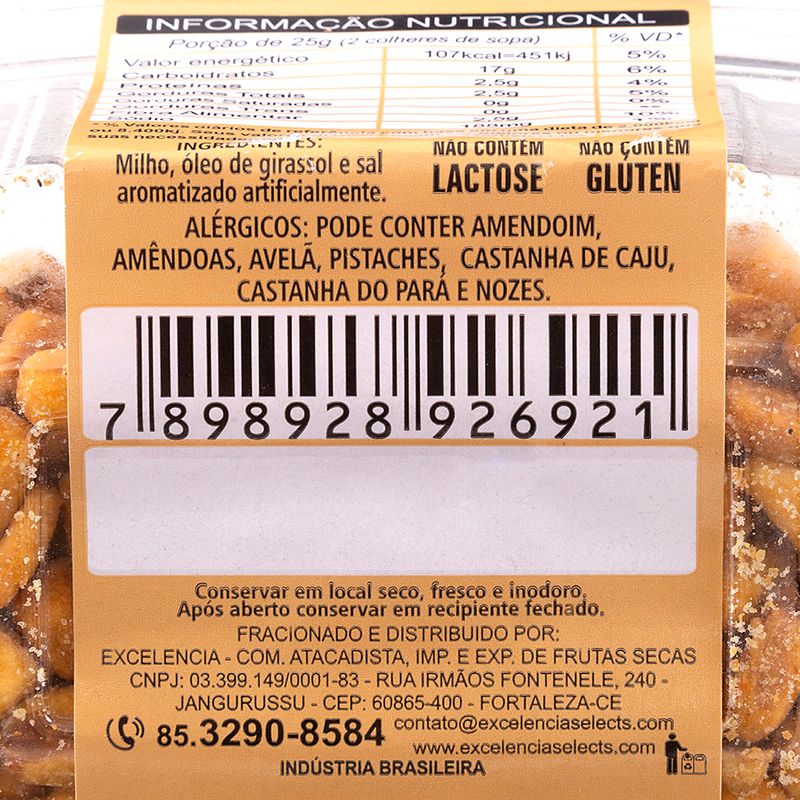 INFORMAÇÃO NUTRICIONAL
Porção de 25g (2 colheres de sopa) % VD*
Valor energético 107kcal=451kj 5%
Carboidratos 17g 6%
Proteínas 2,5g 4%
Gorduras Totais 2,5g 5%
Gorduras Saturadas 0g 0%
0g
Alimentar 2,5g
INGREDIENTES:
Milho, óleo de girassol e sal
aromatizado artificialmente.
NÃO CONTÉM
LACTOSE
NÃO CONTÉM
GLÚTEN
ALÉRGICOS: PODE CONTER AMENDOIM,
AMÊNDOAS, AVELÃ, PISTACHES, CASTANHA DE CAJU,
CASTANHA DO PARÁ E NOZES.
7 898928 926921
Conservar em local seco, fresco e inodoro.
Após aberto conservar em recipiente fechado.
FRACIONADO E DISTRIBUIDO POR:
EXCELENCIA - COM. ATACADISTA, IMP. E EXP. DE FRUTAS SECAS
CNPJ: 03.399.149/0001-83 - RUA IRMÃOS FONTENELE, 240 -
JANGURUSSU - CEP: 60865-400 - FORTALEZA-CE
85.3290-8584
contato@excelenciaselects.com
www.excelenciaselects.com
INDÚSTRIA BRASILEIRA